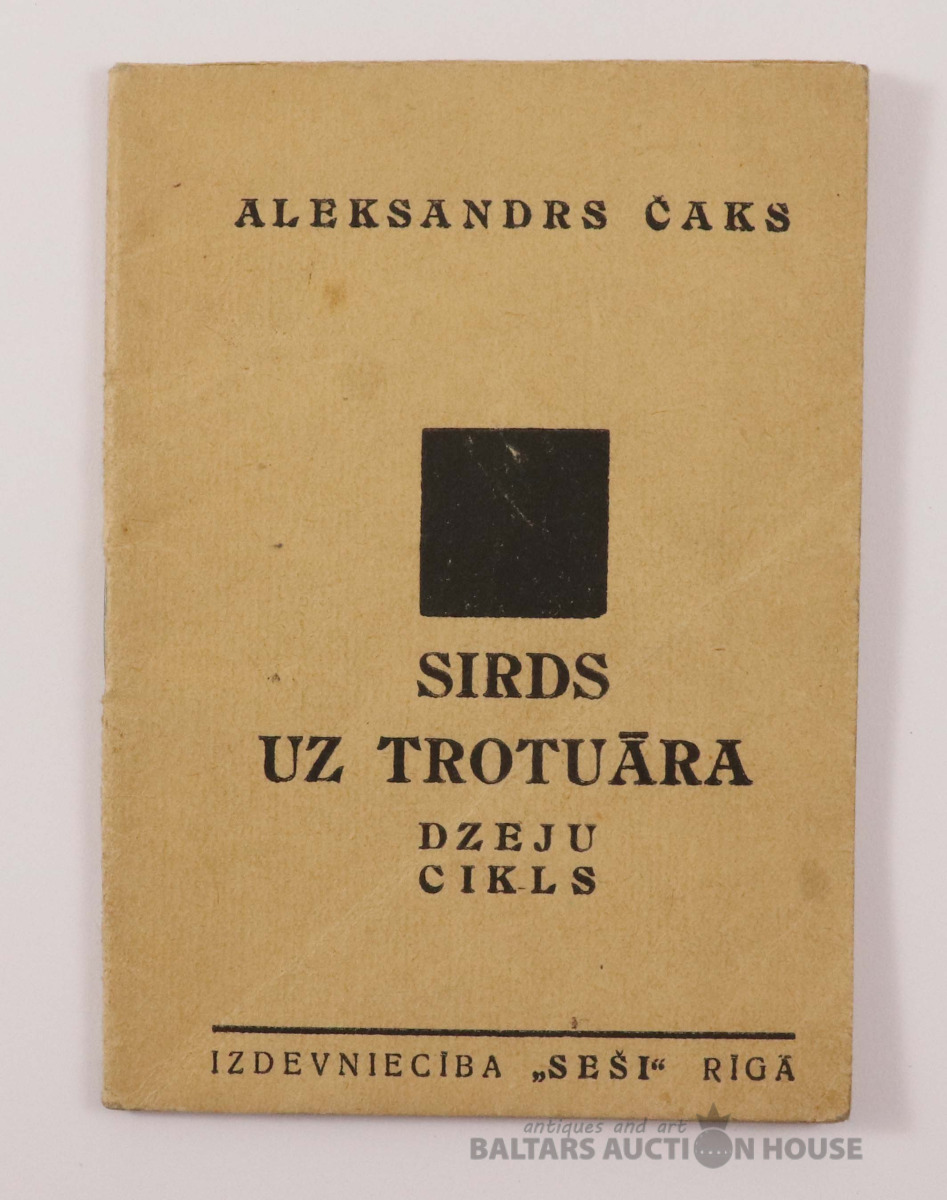 ALEKSANDRS ČAKS
SIRDS
UZ TROTUĀRA
DZEJU
CIKLS
IZDEVNIECĪBA „SEŠI“ RĪGĀ
antiques and art
BALTARS AUCTION HOUSE